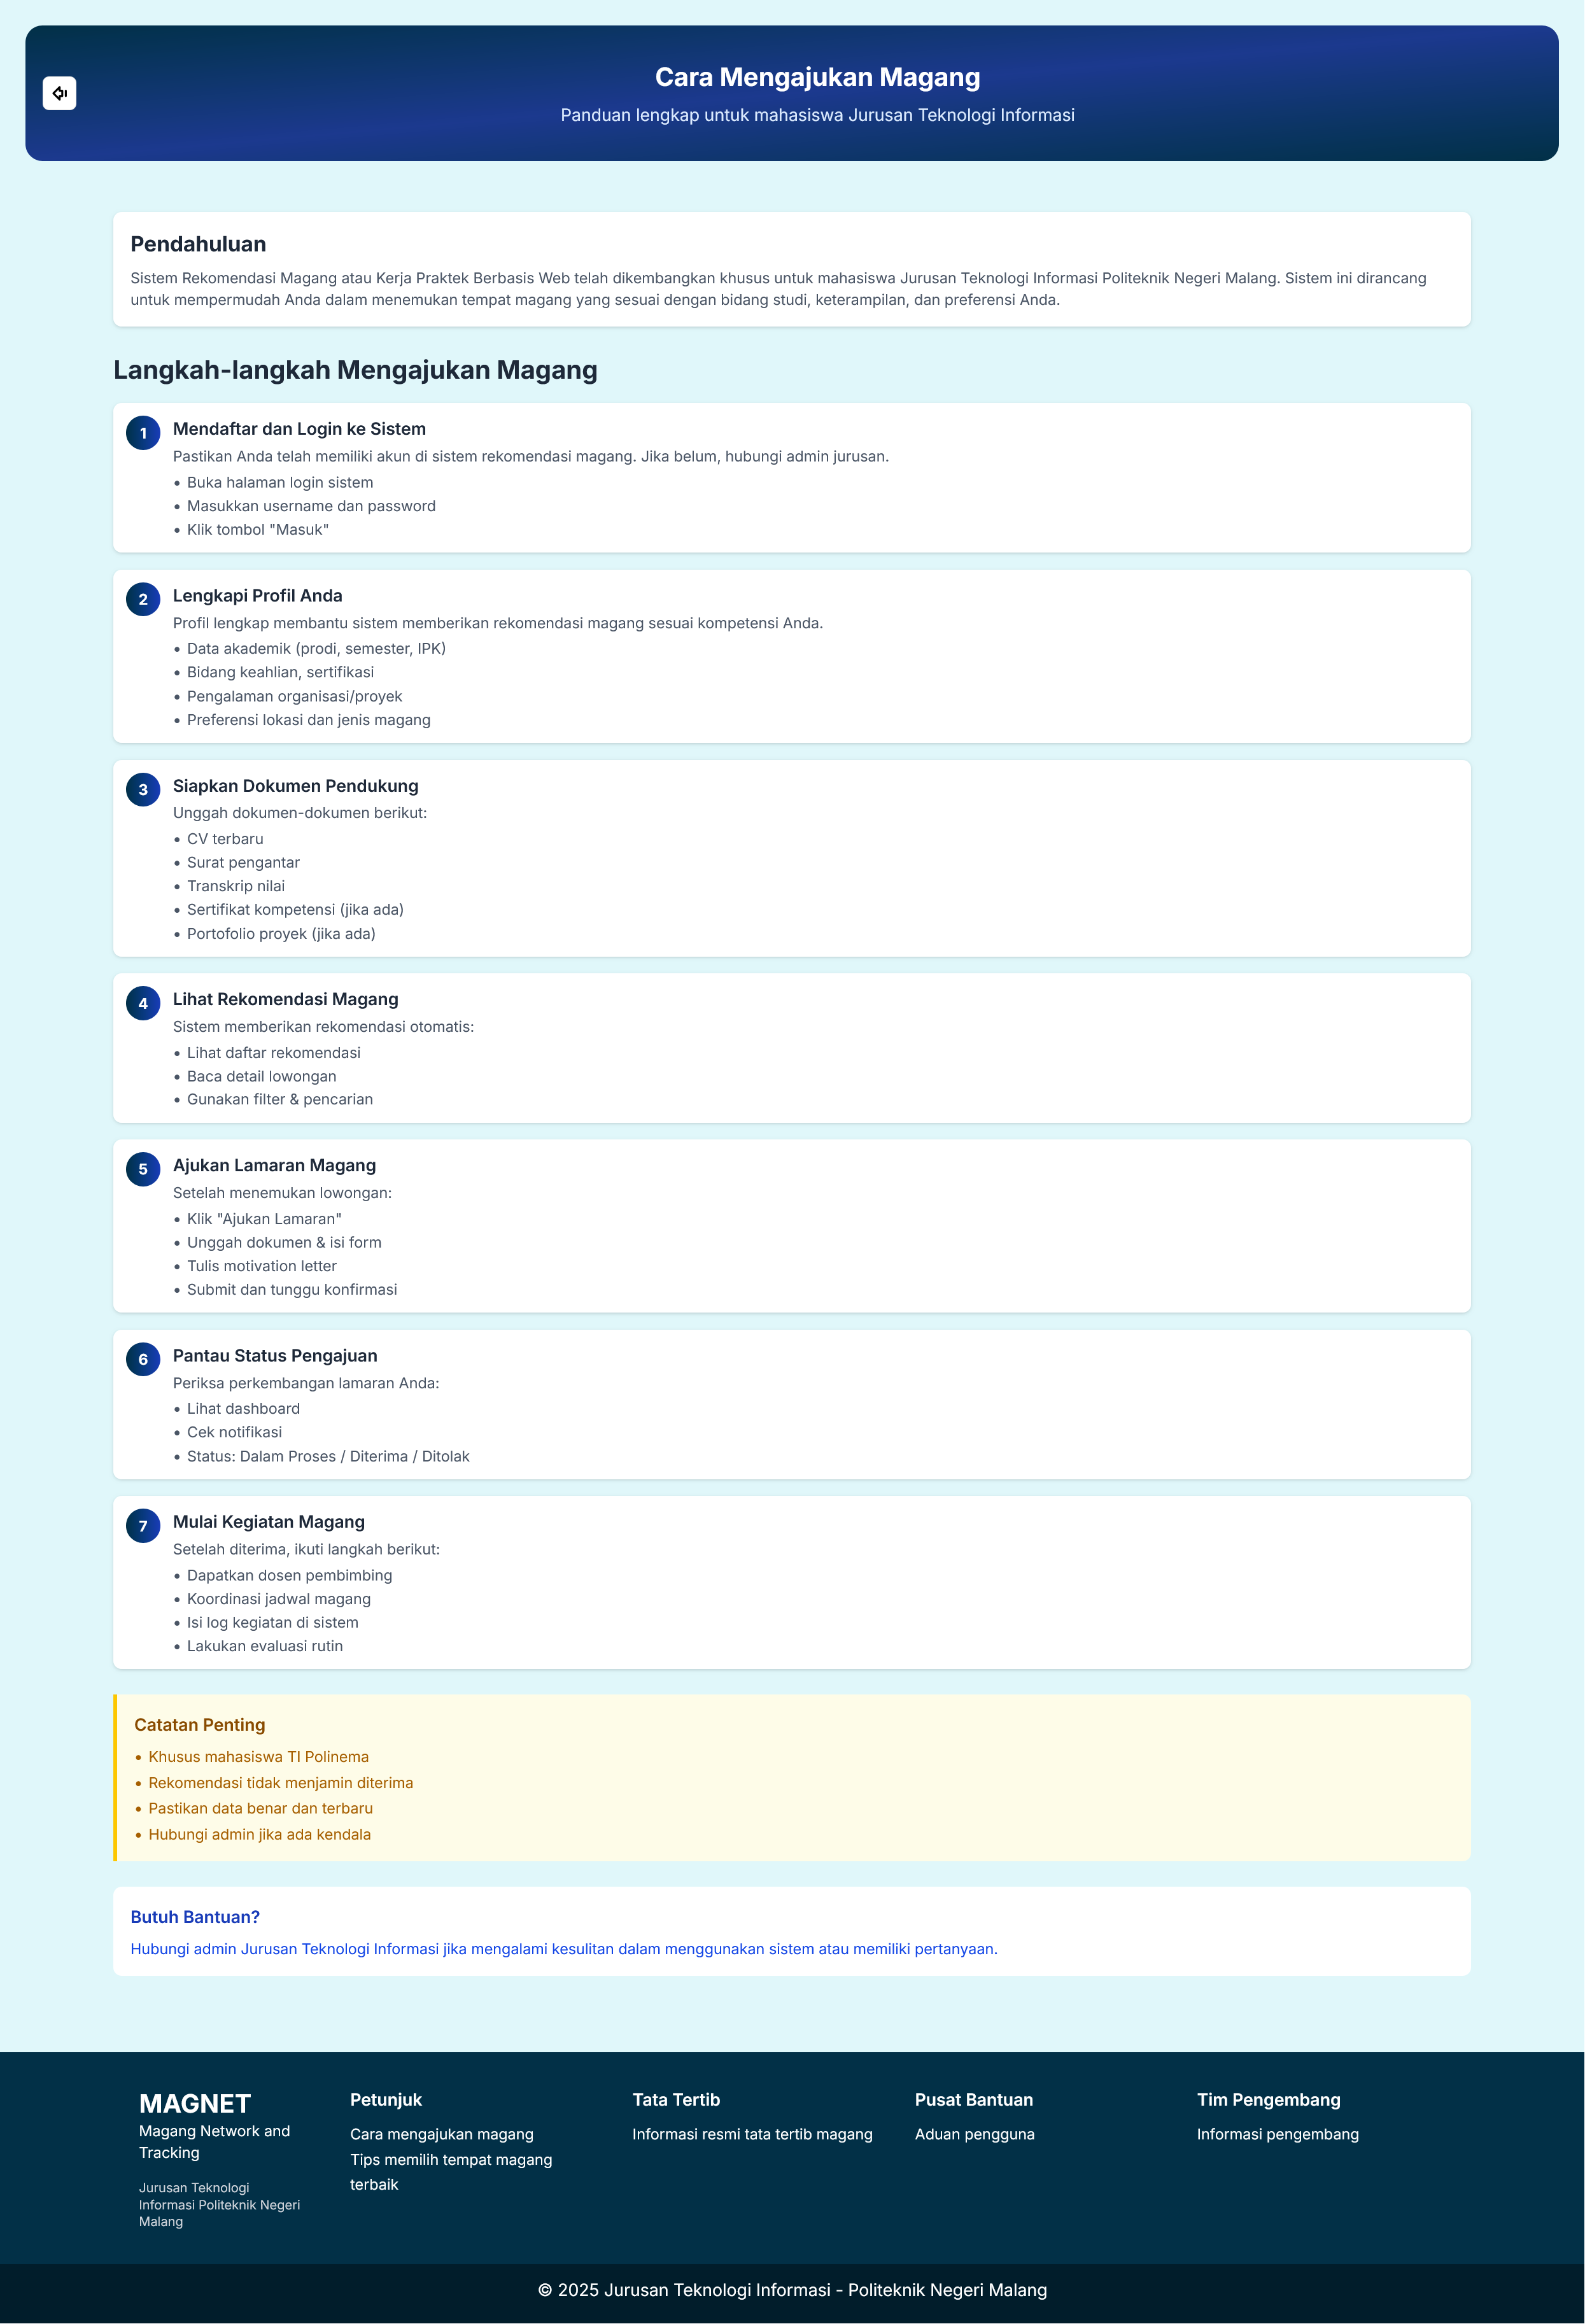 Cara Mengajukan Magang
Panduan lengkap untuk mahasiswa Jurusan Teknologi Informasi
Pendahuluan
Sistem Rekomendasi Magang atau Kerja Praktek Berbasis Web telah dikembangkan khusus untuk mahasiswa Jurusan Teknologi Informasi Politeknik Negeri Malang. Sistem ini dirancang
untuk mempermudah Anda dalam menemukan tempat magang yang sesuai dengan bidang studi, keterampilan, dan preferensi Anda.
Langkah-langkah Mengajukan Magang
1 Mendaftar dan Login ke Sistem
Pastikan Anda telah memiliki akun di sistem rekomendasi magang. Jika belum, hubungi admin jurusan.
• Buka halaman login sistem
• Masukkan username dan password
• Klik tombol "Masuk"
2 Lengkapi Profil Anda
Profil lengkap membantu sistem memberikan rekomendasi magang sesuai kompetensi Anda.
• Data akademik (prodi, semester, IPK)
• Bidang keahlian, sertifikasi
• Pengalaman organisasi/proyek
• Preferensi lokasi dan jenis magang
3 Siapkan Dokumen Pendukung
Unggah dokumen-dokumen berikut:
• CV terbaru
• Surat pengantar
• Transkrip nilai
• Sertifikat kompetensi (jika ada)
• Portofolio proyek (jika ada)
4 Lihat Rekomendasi Magang
Sistem memberikan rekomendasi otomatis:
• Lihat daftar rekomendasi
• Baca detail lowongan
• Gunakan filter & pencarian
5 Ajukan Lamaran Magang
Setelah menemukan lowongan:
• Klik "Ajukan Lamaran"
• Unggah dokumen & isi form
• Tulis motivation letter
• Submit dan tunggu konfirmasi
6 Pantau Status Pengajuan
Periksa perkembangan lamaran Anda:
• Lihat dashboard
• Cek notifikasi
• Status: Dalam Proses / Diterima / Ditolak
7 Mulai Kegiatan Magang
Setelah diterima, ikuti langkah berikut:
• Dapatkan dosen pembimbing
• Koordinasi jadwal magang
• Isi log kegiatan di sistem
• Lakukan evaluasi rutin
Catatan Penting
• Khusus mahasiswa TI Polinema
• Rekomendasi tidak menjamin diterima
• Pastikan data benar dan terbaru
• Hubungi admin jika ada kendala
Butuh Bantuan?
Hubungi admin Jurusan Teknologi Informasi jika mengalami kesulitan dalam menggunakan sistem atau memiliki pertanyaan.
MAGNET
Magang Network and
Tracking
Jurusan Teknologi
Informasi Politeknik Negeri
Malang
Petunjuk
Cara mengajukan magang
Tips memilih tempat magang
terbaik
Tata Tertib
Informasi resmi tata tertib magang
Pusat Bantuan
Aduan pengguna
Tim Pengembang
Informasi pengembang
© 2025 Jurusan Teknologi Informasi - Politeknik Negeri Malang